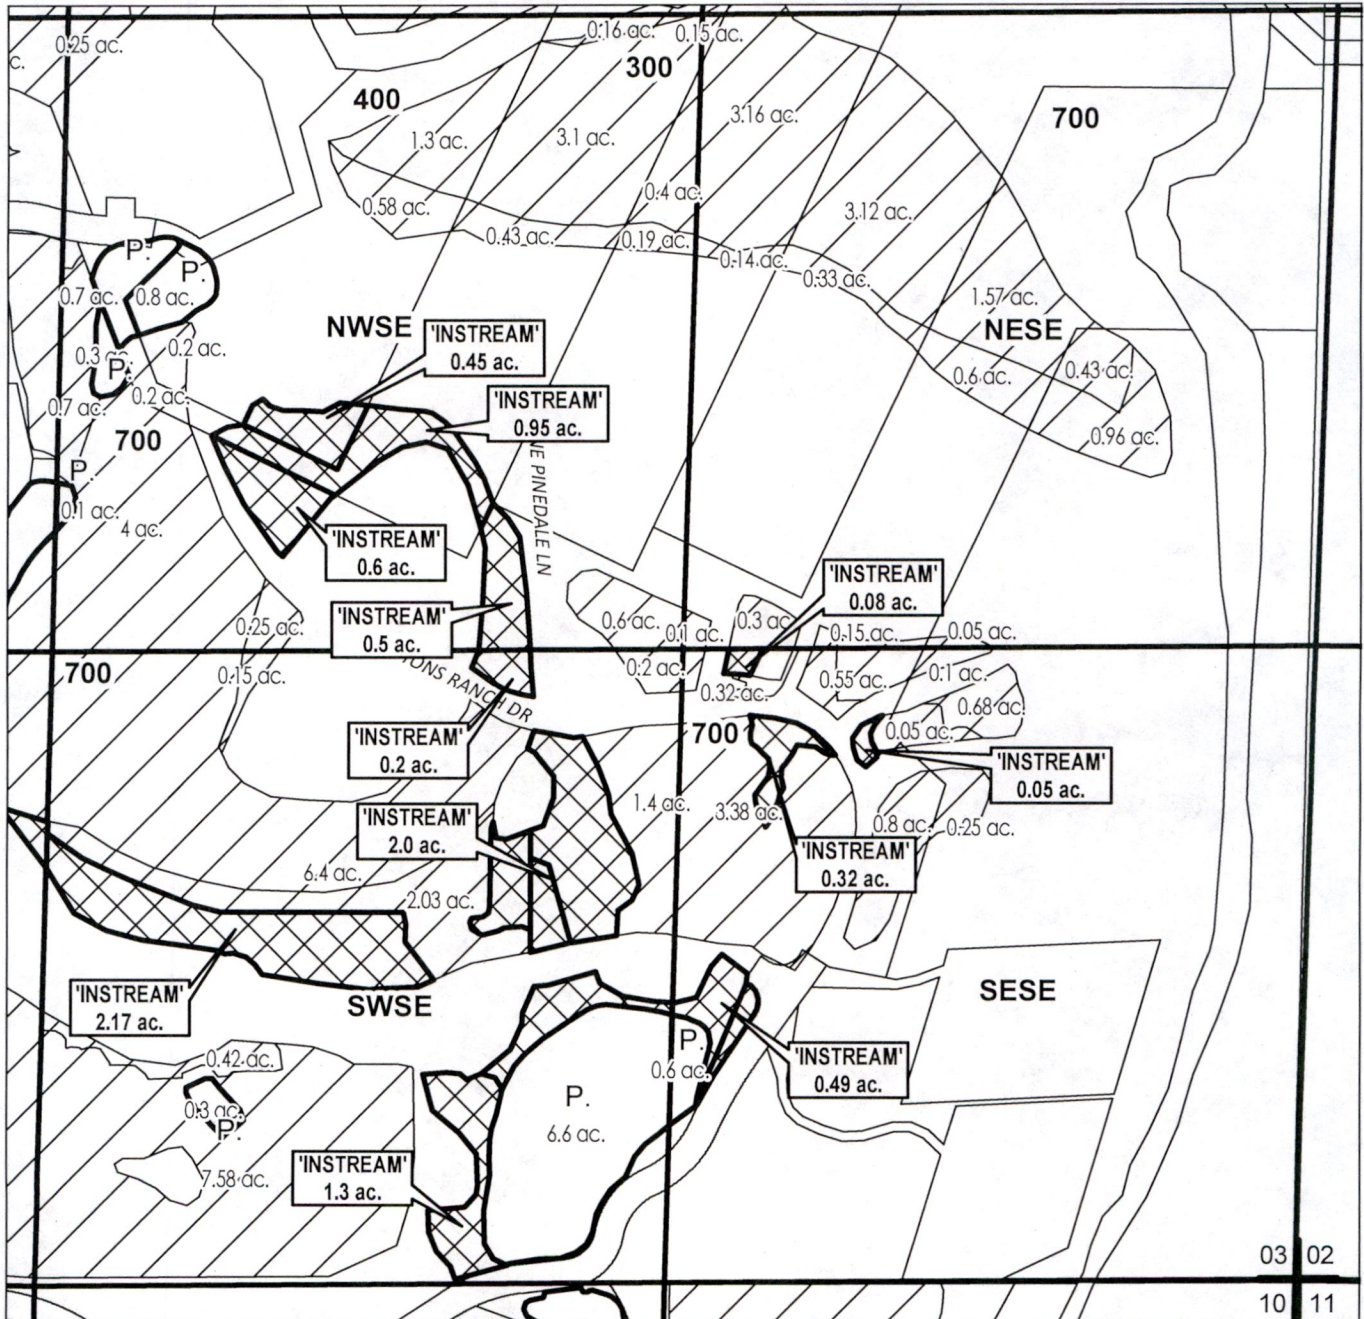 0.16 ac.
0.15 ac.
0.25 ac.
c.
300
400
3.16 ac.
700
1.3 ac.
3.1 ac.
0.4 ac.
0.58 ac.
3.12 ac.
0.43 ac.
0.19 ac.
P.
0.14 ac.
P.
0.33 ac.
0.7 ac.
0.8 ac.
1.57 ac.
NWSE
'INSTREAM'
0.45 ac.
NESE
0.3 ac.
0.2 ac.
P.
0.43 ac.
0.6 ac.
0.2 ac.
0.7 ac.
'INSTREAM'
0.95 ac.
700
0.96 ac.
P.
NE PINEDALE LN
0.1 ac.
4 ac.
'INSTREAM'
0.6 ac.
'INSTREAM'
0.08 ac.
'INSTREAM'
0.5 ac.
0.25 ac.
0.6 ac.
0.1 ac.
0.3 ac.
0.15 ac.
0.05 ac.
700
0.15 ac.
TONS RANCH DR
0.2 ac.
0.32 ac.
0.55 ac.
0.1 ac.
0.68 ac.
'INSTREAM'
0.2 ac.
700
0.05 ac.
'INSTREAM'
0.05 ac.
'INSTREAM'
2.0 ac.
1.4 ac.
3.38 ac.
0.8 ac.
0.25 ac.
'INSTREAM'
0.32 ac.
6.4 ac.
2.03 ac.
'INSTREAM'
2.17 ac.
SWSE
SESE
0.42 ac.
P.
0.6 ac.
'INSTREAM'
0.49 ac.
0.3 ac.
P.
P.
6.6 ac.
'INSTREAM'
1.3 ac.
7.58 ac.
03 02
10 11